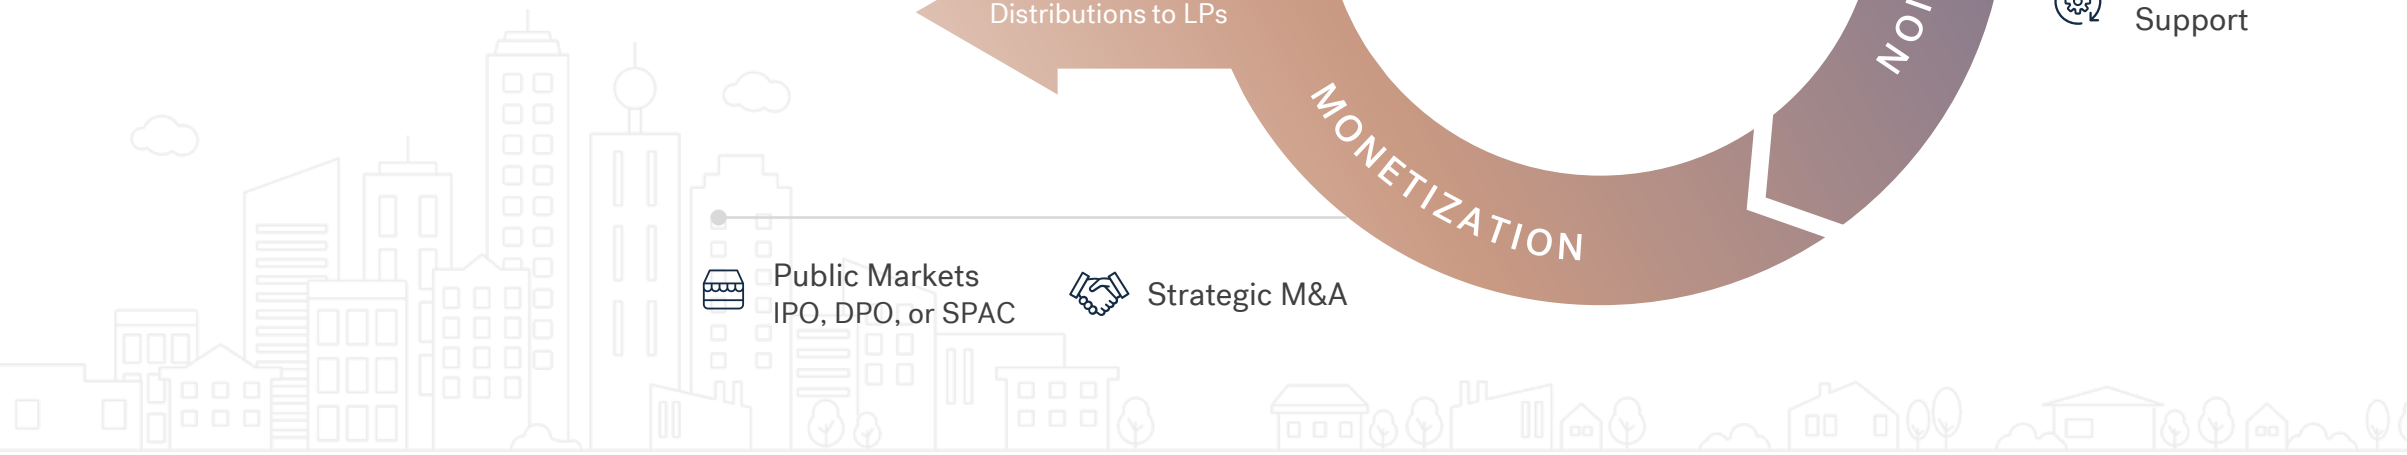 Distributions to LPs
Support
MONETIZATION
Public Markets
IPO, DPO, or SPAC
Strategic M&A